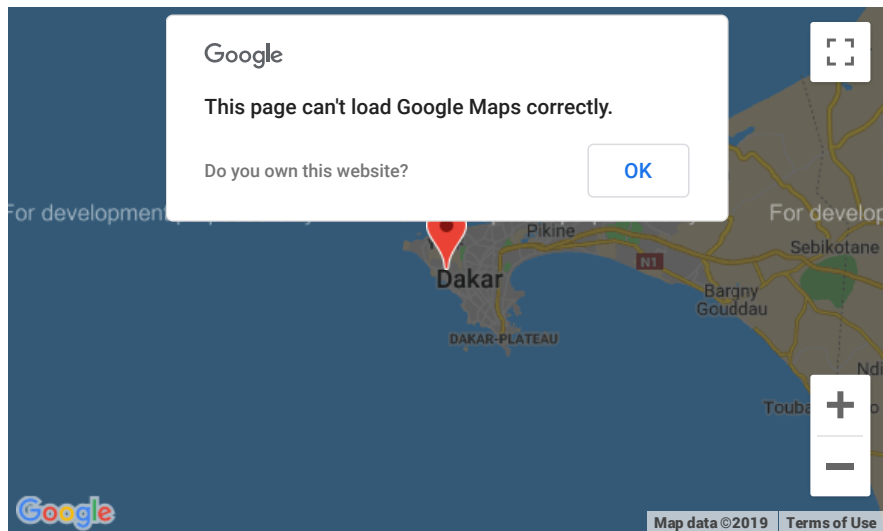 Google
This page can't load Google Maps correctly.
Do you own this website?
OK
For development
For develop
Pikine
Sebikotane
N1
Dakar
Bargny
Gouddau
DAKAR-PLATEAU
Ndi
Touba
o
+
−
Google
Map data ©2019
Terms of Use